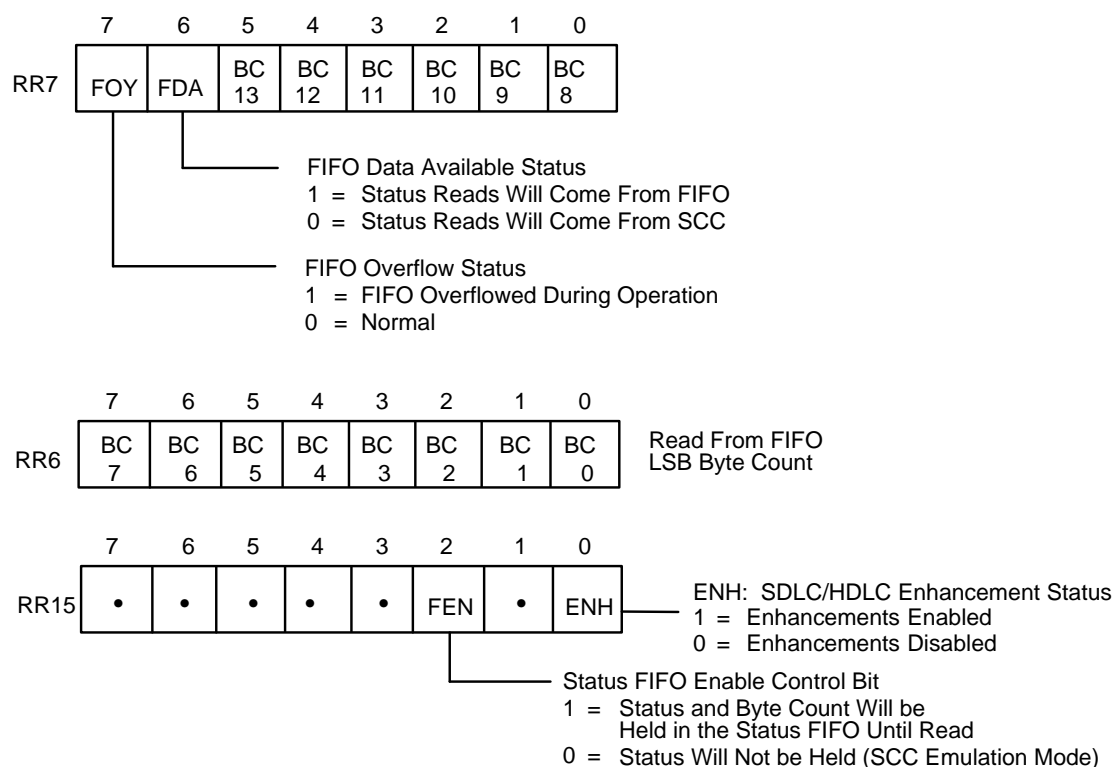 7 6 5 4 3 2 1 0
RR7 FOY FDA BC 13 BC 12 BC 11 BC 10 BC 9 BC 8
FIFO Data Available Status
1 = Status Reads Will Come From FIFO
0 = Status Reads Will Come From SCC
FIFO Overflow Status
1 = FIFO Overflowed During Operation
0 = Normal
7 6 5 4 3 2 1 0
RR6 BC 7 BC 6 BC 5 BC 4 BC 3 BC 2 BC 1 BC 0
Read From FIFO
LSB Byte Count
7 6 5 4 3 2 1 0
RR15 • • • • • FEN • ENH
ENH: SDLC/HDLC Enhancement Status
1 = Enhancements Enabled
0 = Enhancements Disabled
Status FIFO Enable Control Bit
1 = Status and Byte Count Will be
Held in the Status FIFO Until Read
0 = Status Will Not be Held (SCC Emulation Mode)